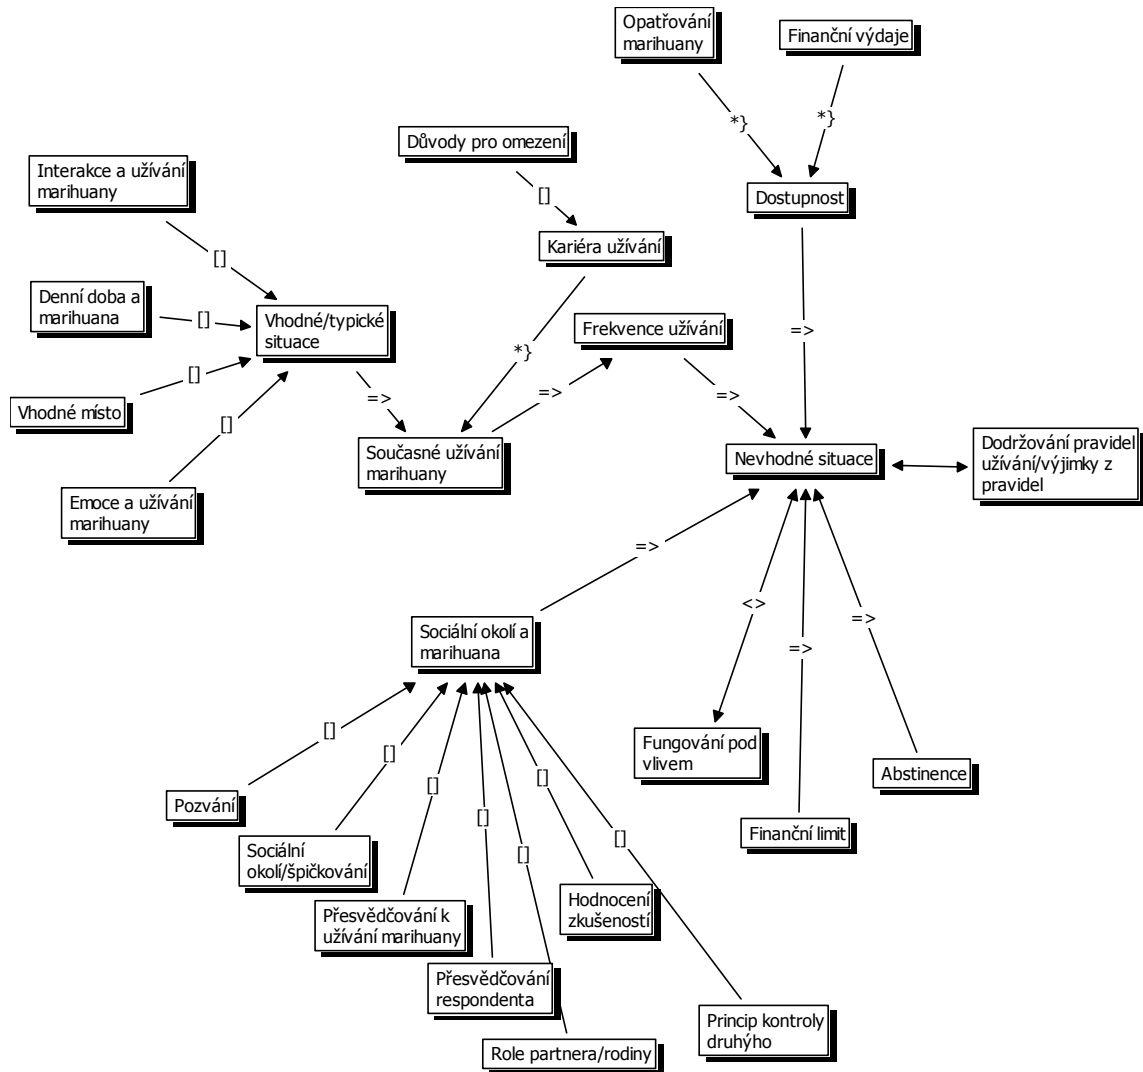 Opatřování
marihuany
Finanční výdaje
*}
*}
Důvody pro omezení
Interakce a užívání
marihuany
[]
Dostupnost
Kariéra užívání
[]
Denní doba a
marihuana
[]
Vhodné/typické
situace
Frekvence užívání
=>
*}
[]
=>
=>
=>
Vhodné místo
[]
Současné užívání
marihuany
Nevhodné situace
Dodržování pravidel
užívání/výjimky z
pravidel
Emoce a užívání
marihuany
=>
<>
=>
Sociální okolí a
marihuana
=>
[]
Fungování pod
vlivem
[]
Abstinence
[]
[]
Pozvání
[]
Finanční limit
[]
[]
Sociální
okolí/špičkování
Hodnocení
zkušeností
Přesvědčování k
užívání marihuany
Přesvědčování
respondenta
Princip kontroly
druhýho
Role partnera/rodiny